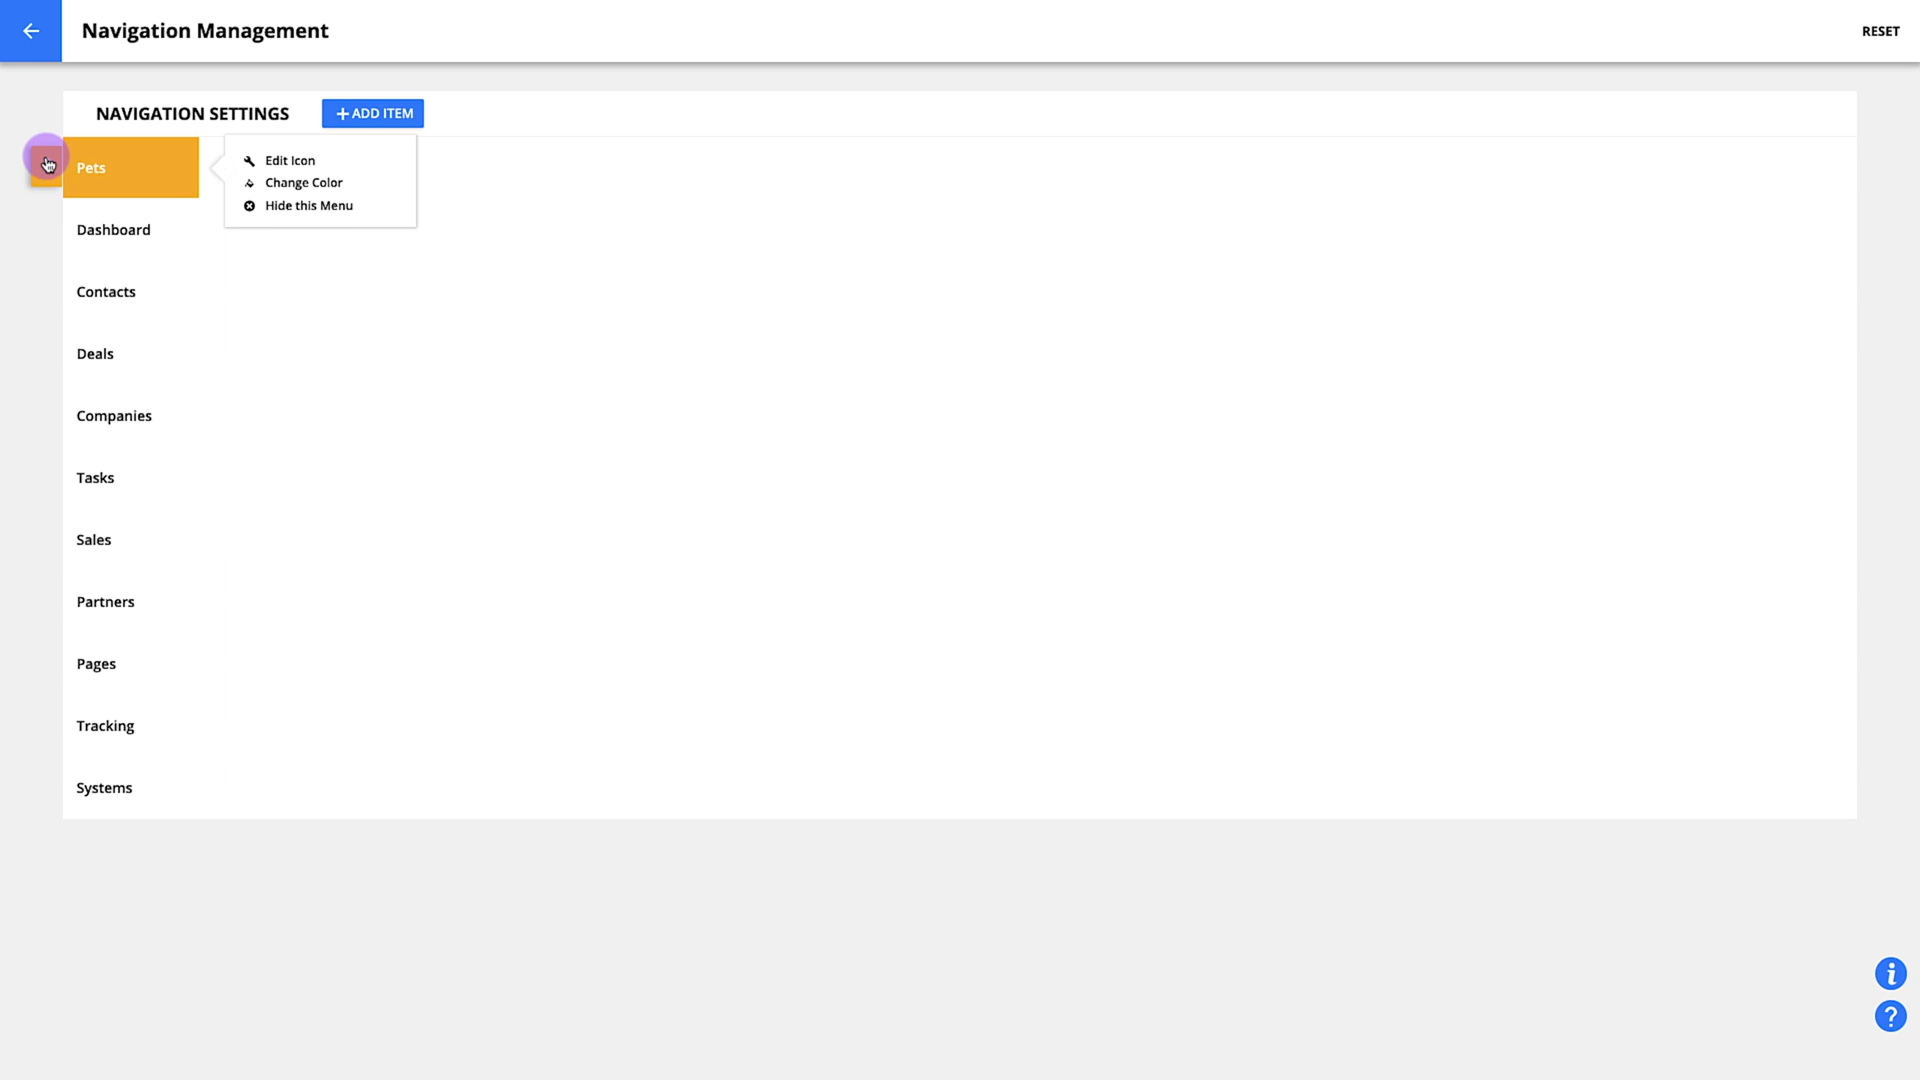 Navigation Management
RESET
NAVIGATION SETTINGS
ADD ITEM
Pets
Edit Icon
Change Color
Hide this Menu
Dashboard
Contacts
Deals
Companies
Tasks
Sales
Partners
Pages
Tracking
Systems